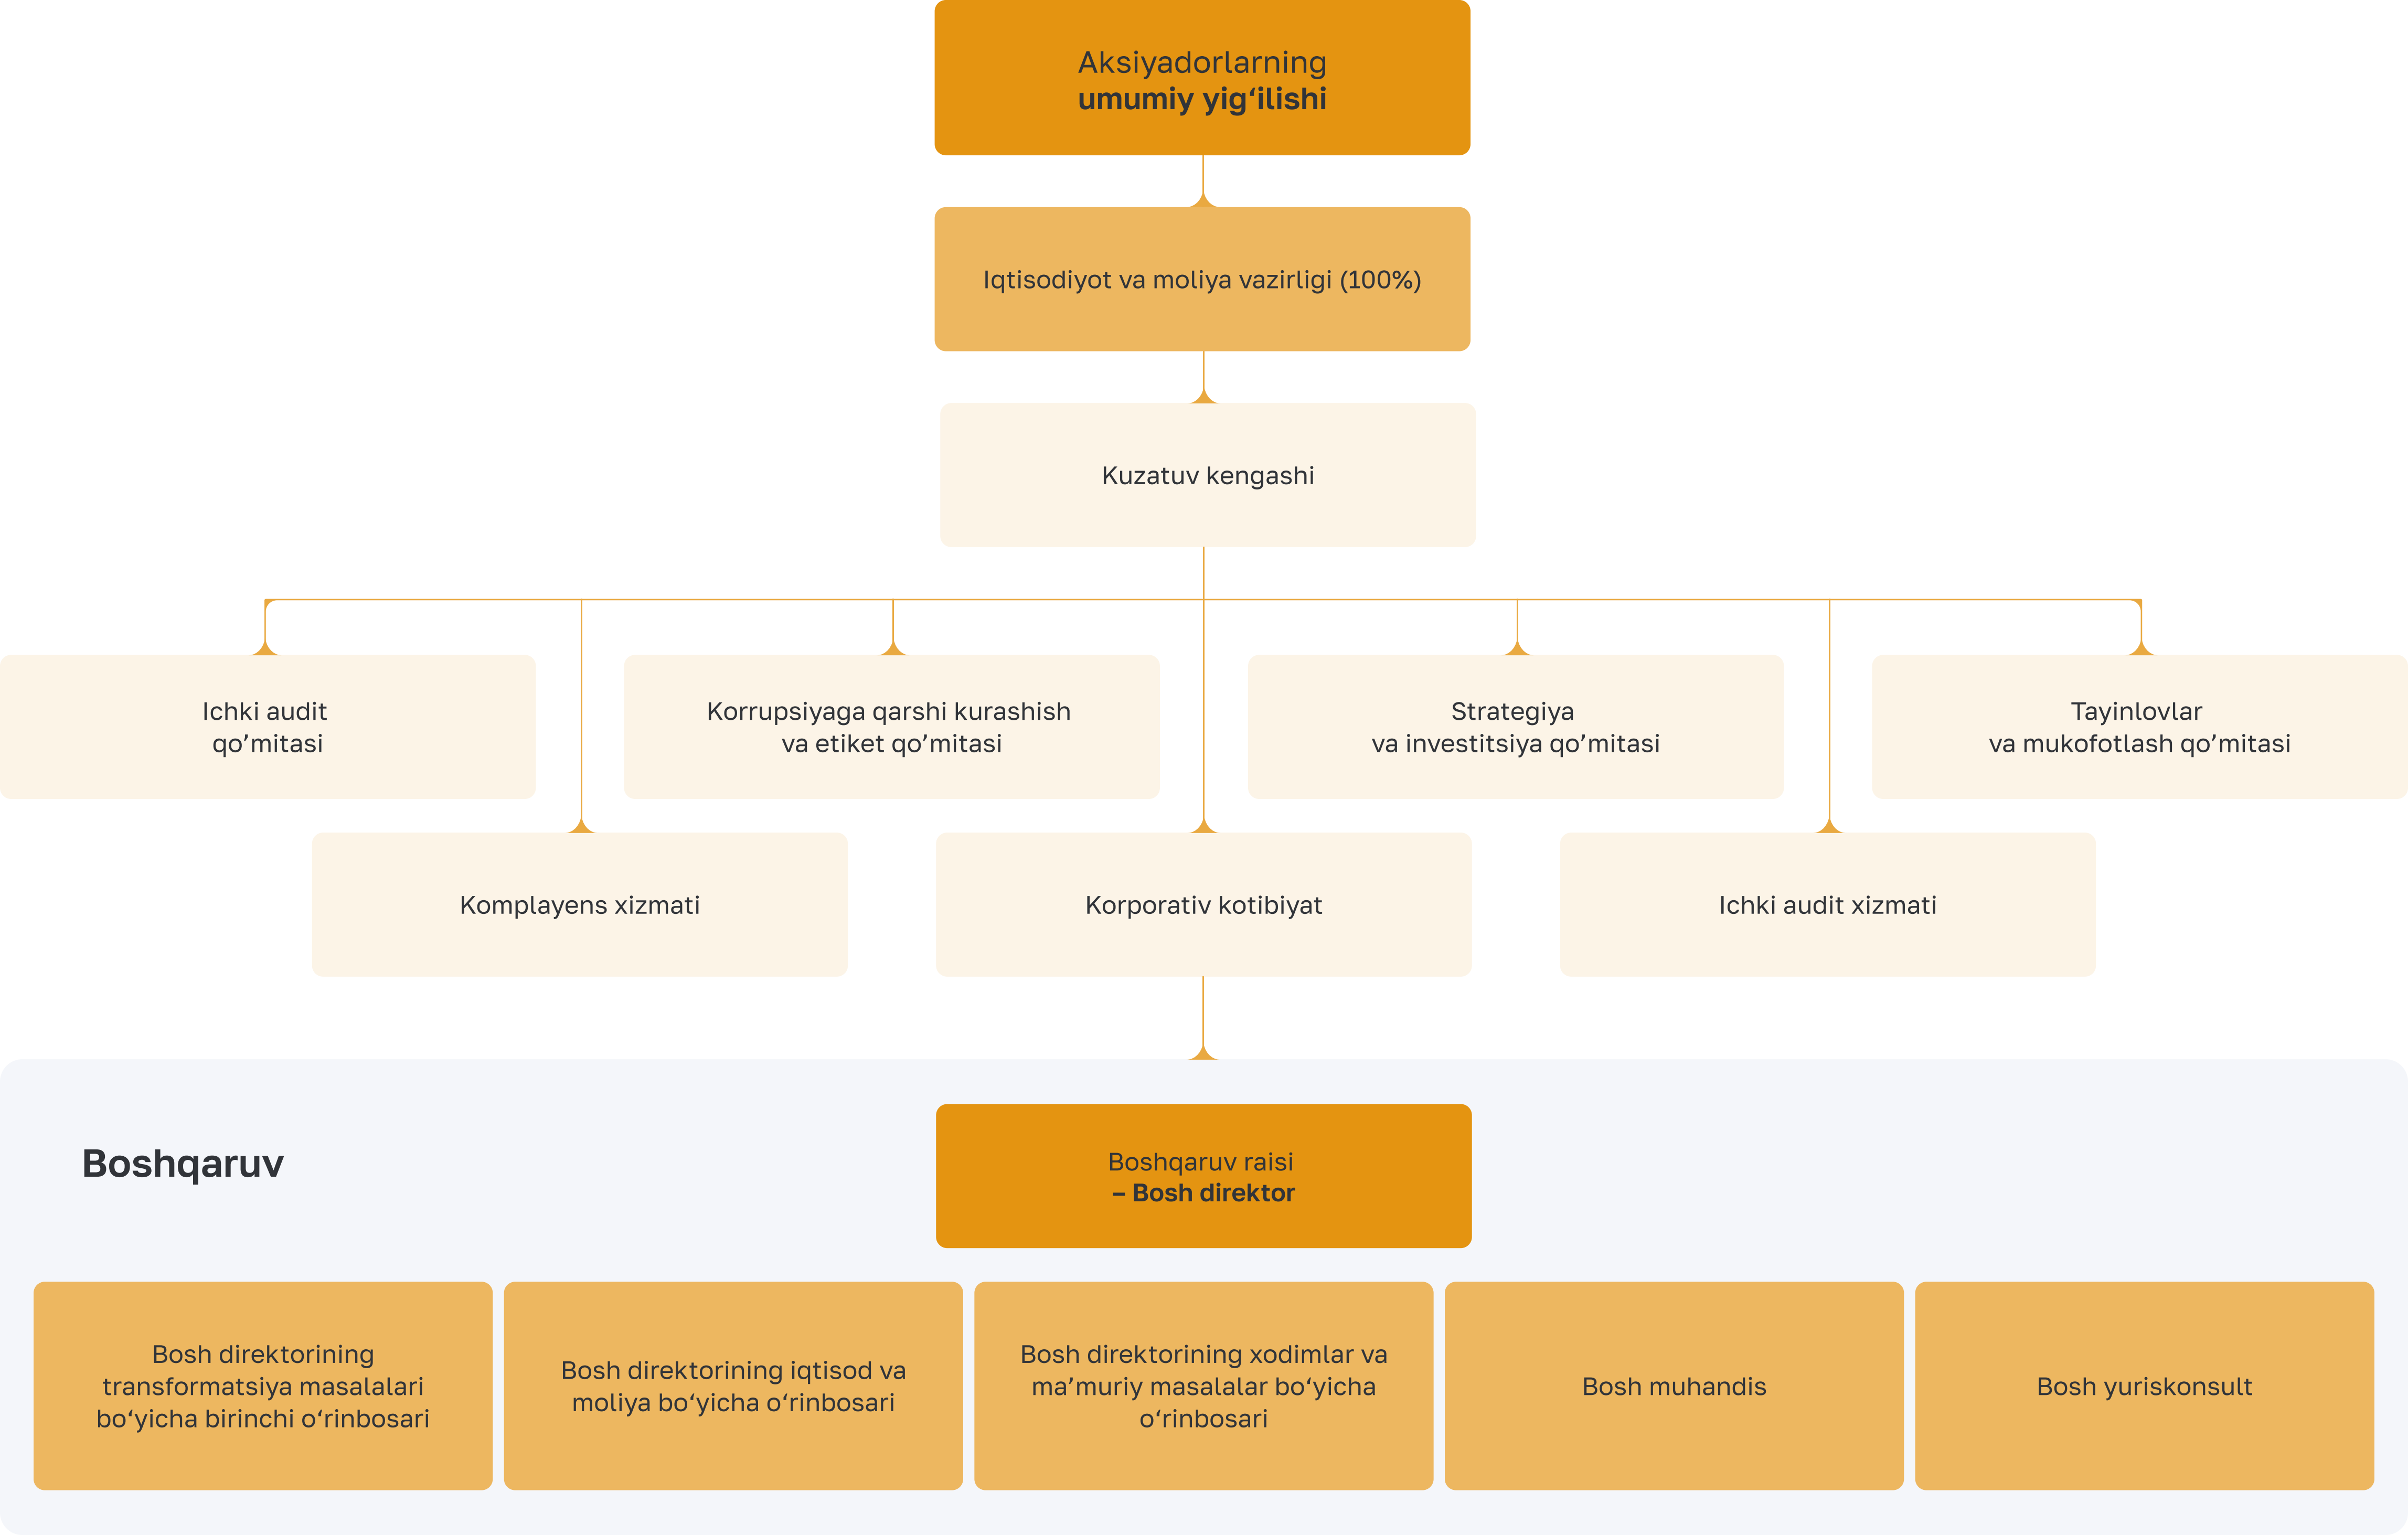 Aksiyadorlarning
umumiy yig‘ilishi
Iqtisodiyot va moliya vazirligi (100%)
Kuzatuv kengashi
Ichki audit
qo’mitasi
Korrupsiyaga qarshi kurashish
va etiket qo’mitasi
Strategiya
va investitsiya qo’mitasi
Tayinlovlar
va mukofotlash qo’mitasi
Komplayens xizmati
Korporativ kotibiyat
Ichki audit xizmati
Boshqaruv
Boshqaruv raisi
– Bosh direktor
Bosh direktorining
transformatsiya masalalari
bo‘yicha birinchi o‘rinbosari
Bosh direktorining iqtisod va
moliya bo‘yicha o‘rinbosari
Bosh direktorining xodimlar va
ma’muriy masalalar bo‘yicha
o‘rinbosari
Bosh muhandis
Bosh yuriskonsult